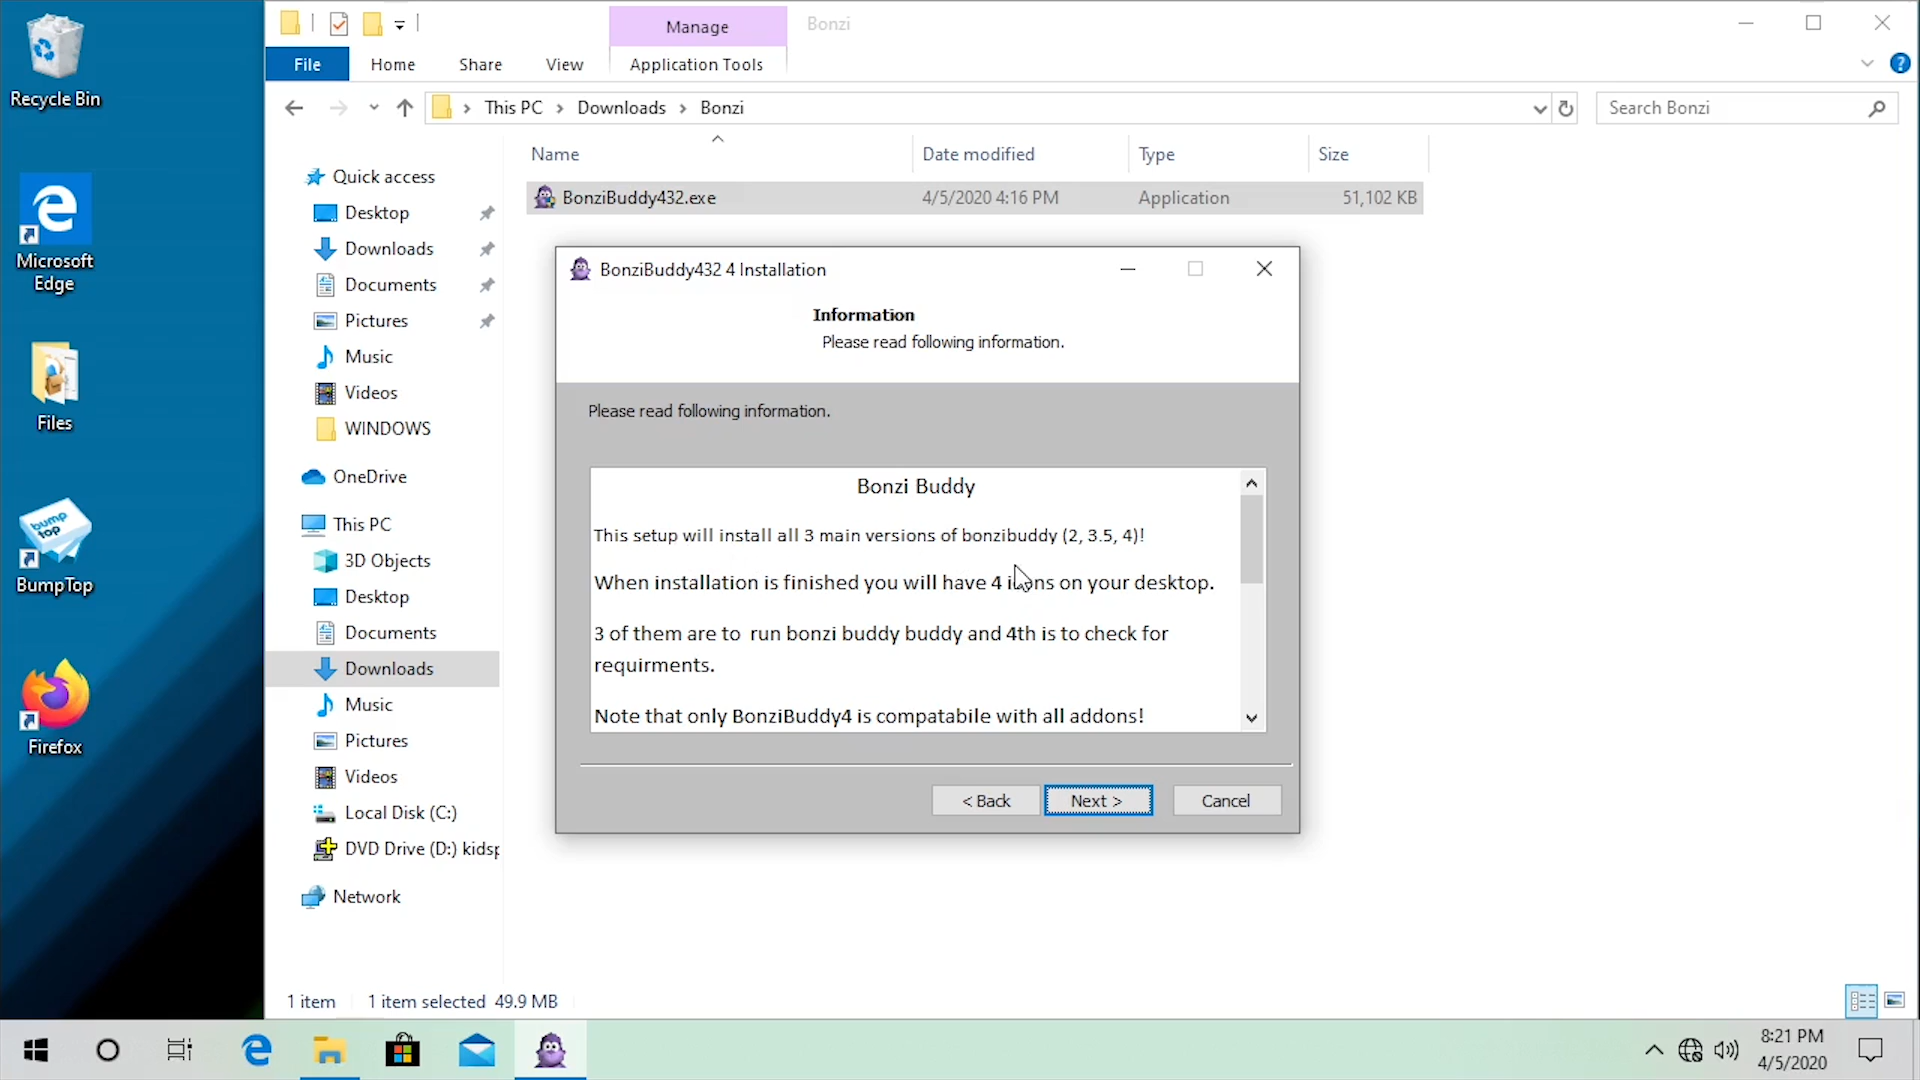 Recycle Bin
Microsoft
Edge
Files
bump
top
BumpTop
Firefox
Manage
Bonzi
File
Home
Share
View
Application Tools
This PC
Downloads
Bonzi
Search Bonzi
Name
Date modified
Type
Size
BonziBuddy432.exe
4/5/2020 4:16 PM
Application
51,102 KB
Quick access
Desktop
Downloads
Documents
Pictures
Music
Videos
WINDOWS
OneDrive
This PC
3D Objects
Desktop
Documents
Downloads
Music
Pictures
Videos
Local Disk (C:)
DVD Drive (D:) kidsp
Network
BonziBuddy432 4 Installation
Information
Please read following information.
Please read following information.
Bonzi Buddy
This setup will install all 3 main versions of bonzibuddy (2, 3.5, 4)!
When installation is finished you will have 4 icons on your desktop.
3 of them are to run bonzi buddy buddy and 4th is to check for
requirments.
Note that only BonziBuddy4 is compatabile with all addons!
< Back
Next >
Cancel
1 item
1 item selected 49.9 MB
8:21 PM
4/5/2020